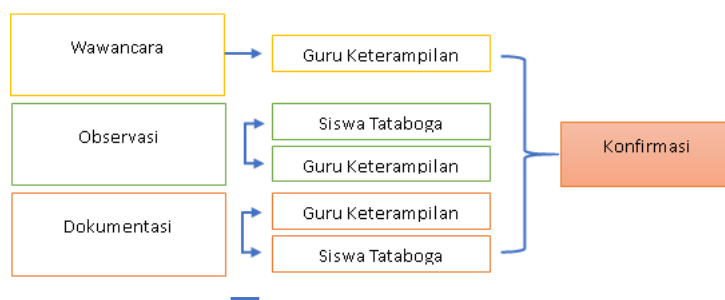 Wawancara
Guru Keterampilan
Observasi
Siswa Tataboga
Guru Keterampilan
Dokumentasi
Guru Keterampilan
Siswa Tataboga
Konfirmasi